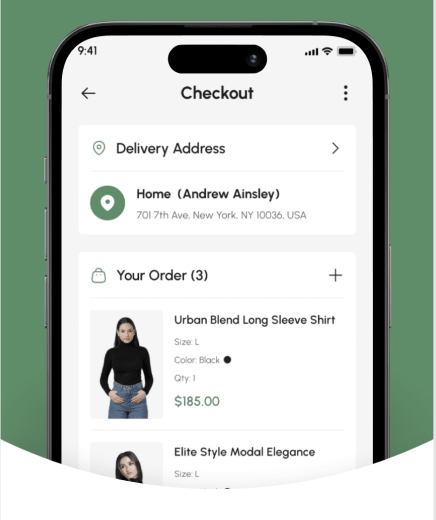 9:41
Checkout
Delivery Address
Home (Andrew Ainsley)
701 7th Ave, New York, NY 10036, USA
Your Order (3)
Urban Blend Long Sleeve Shirt
Size: L
Color: Black
Qty: 1
$185.00
Elite Style Modal Elegance
Size: L